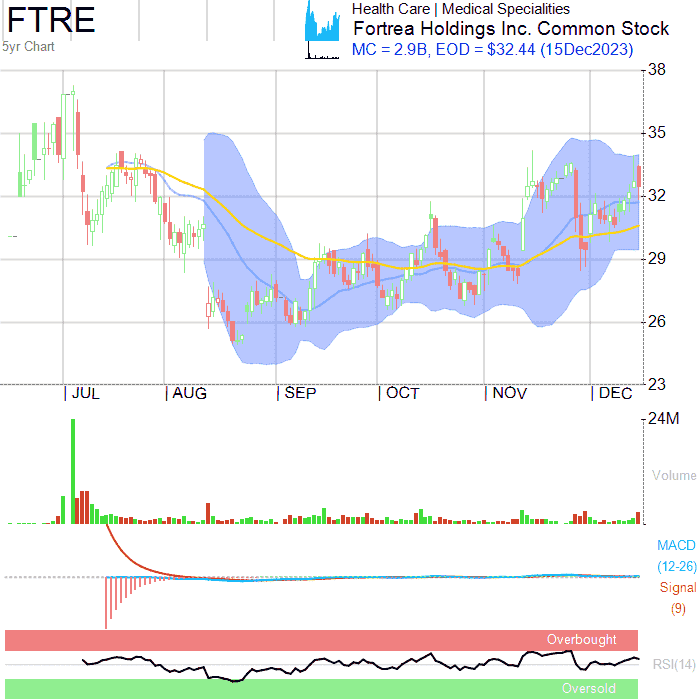 FTRE
5yr Chart
Health Care | Medical Specialities
Fortrea Holdings Inc. Common Stock
MC = 2.9B, EOD = $32.44 (15Dec2023)
38
35
32
29
26
23
JUL AUG SEP OCT NOV DEC
24M
Volume
MACD
(12-26)
Signal
(9)
Overbought
RSI(14)
Oversold